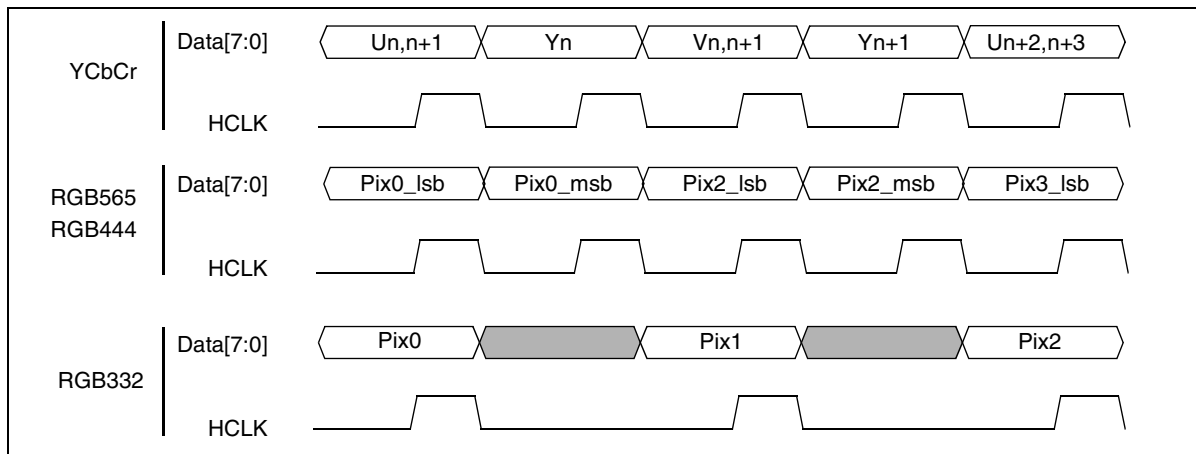 YCbCr
Data[7:0] Un,n+1 Yn Vn,n+1 Yn+1 Un+2,n+3
HCLK
RGB565
RGB444
Data[7:0] Pix0_lsb Pix0_msb Pix2_lsb Pix2_msb Pix3_lsb
HCLK
RGB332
Data[7:0] Pix0 Pix1 Pix2
HCLK